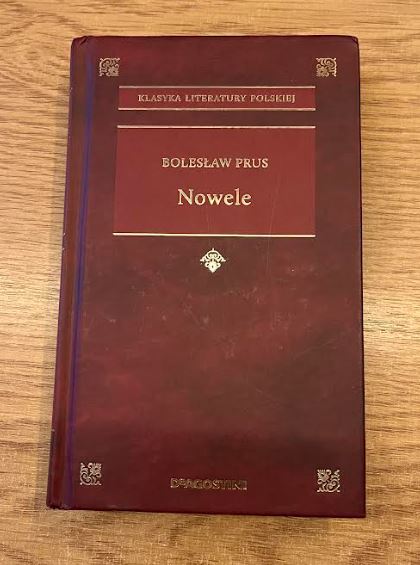 KLASYKA LITERATURY POLSKIEJ
BOLESŁAW PRUS
Nowele
DeAGOSTINI